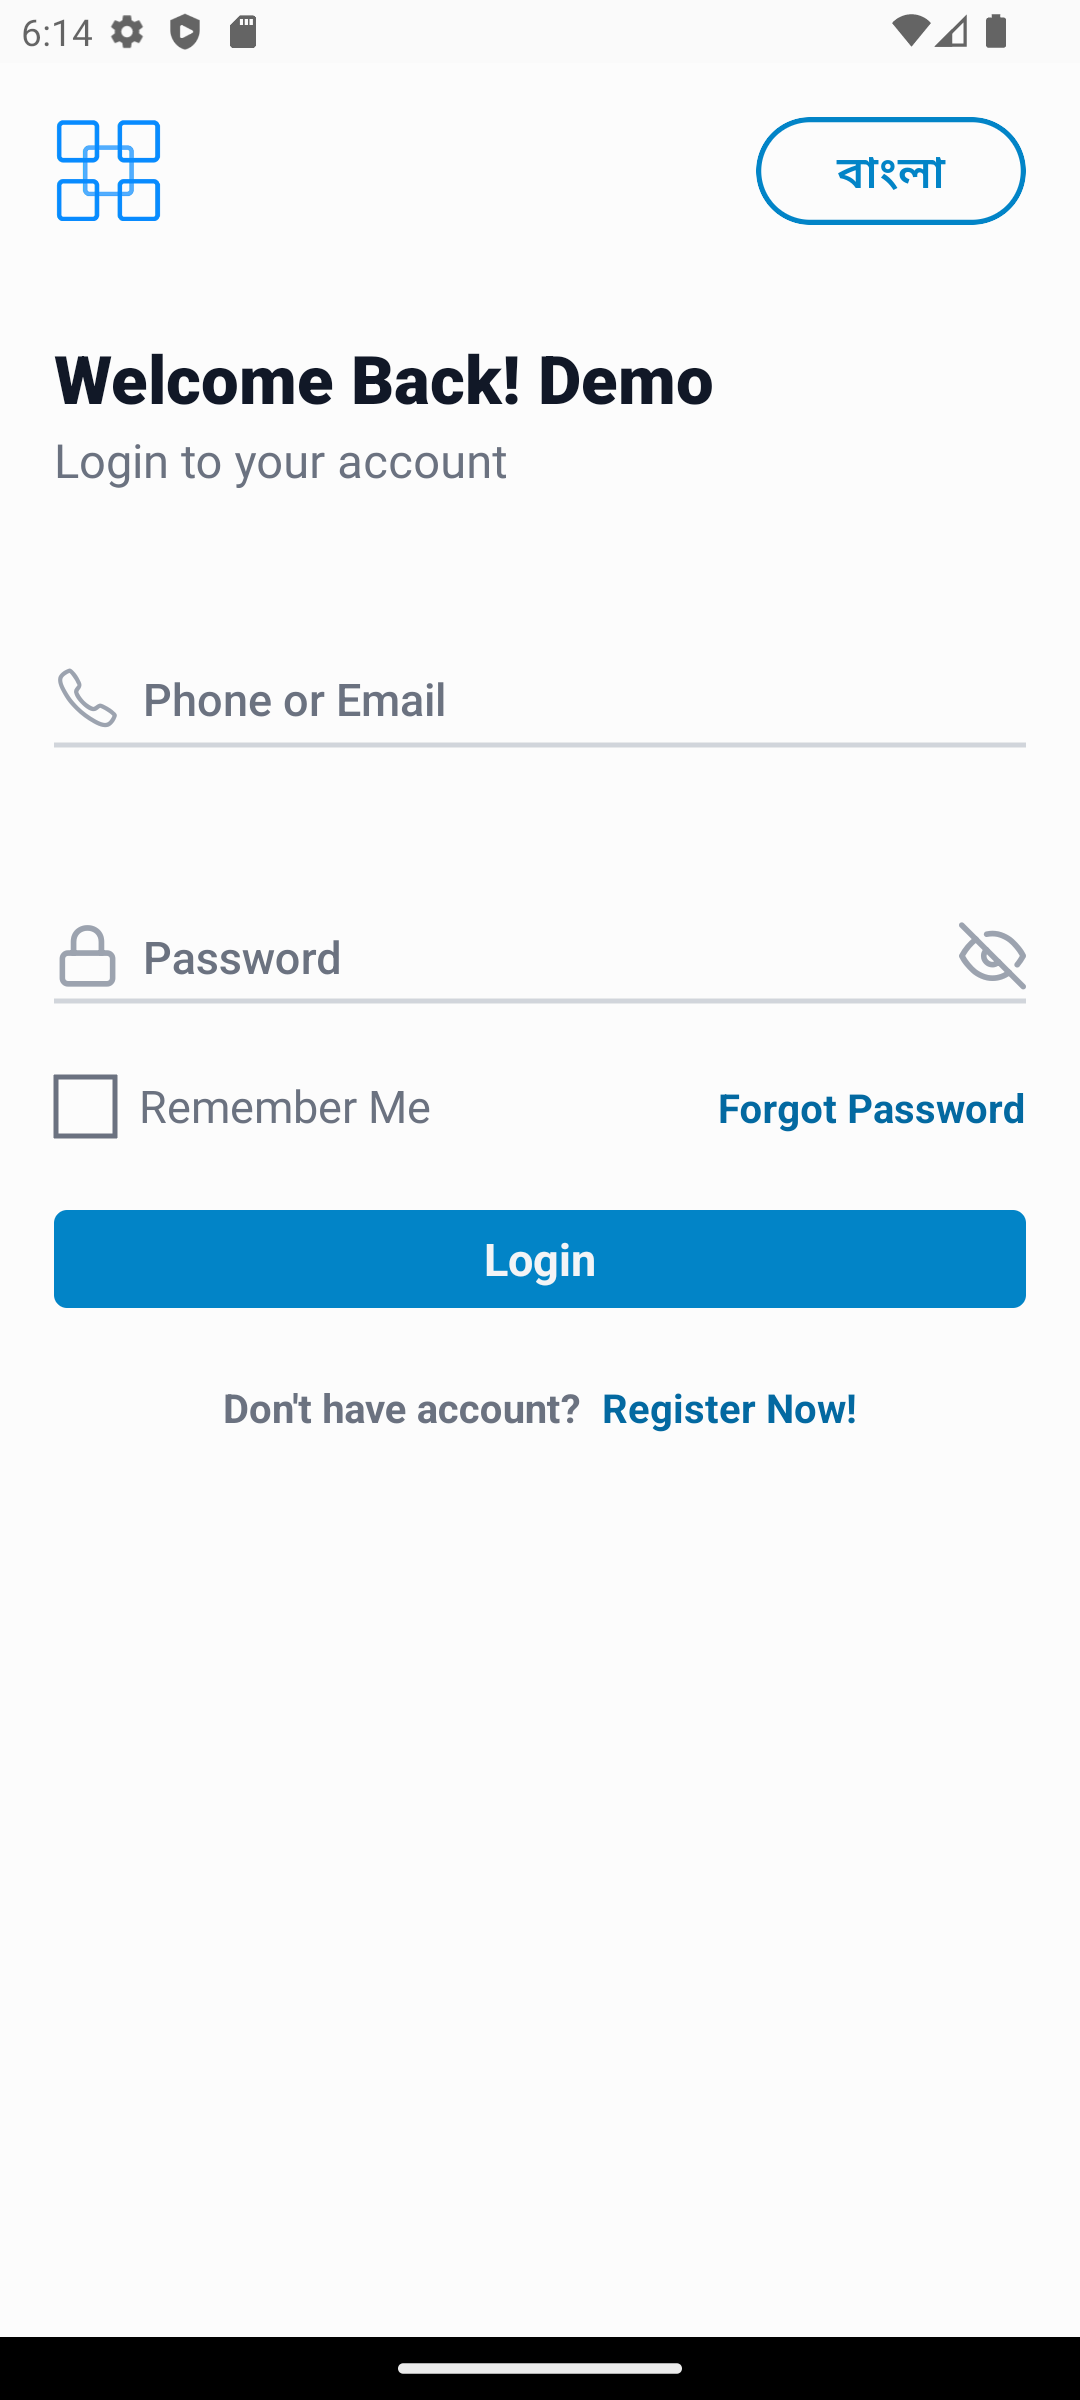 6:14
বাংলা
Welcome Back! Demo
Login to your account
Phone or Email
Password
Remember Me
Forgot Password
Login
Don't have account? Register Now!